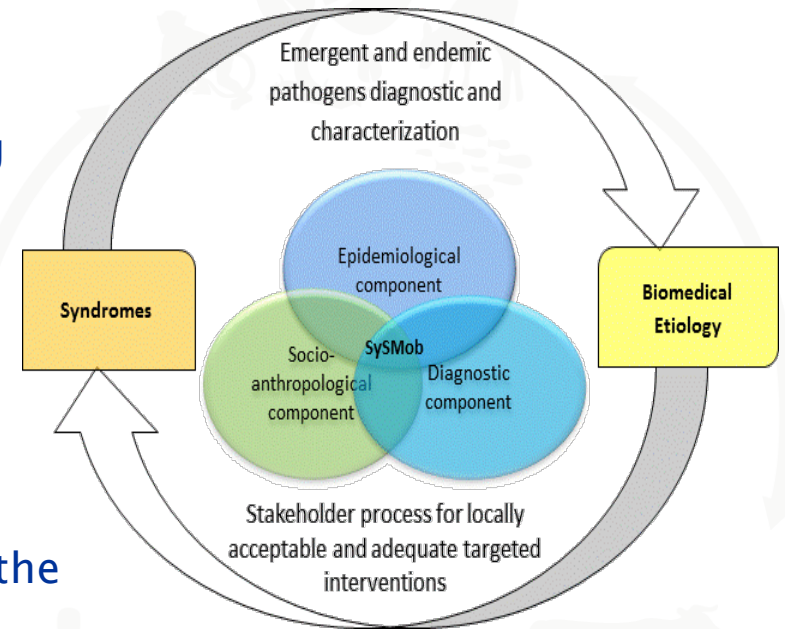 Emergent and endemic
pathogens diagnostic and
characterization
Epidemiological
component
Syndromes
Biomedical
Etiology
SySMob
Socio-
anthropological
component
Diagnostic
component
Stakeholder process for locally
acceptable and adequate targeted
interventions
the